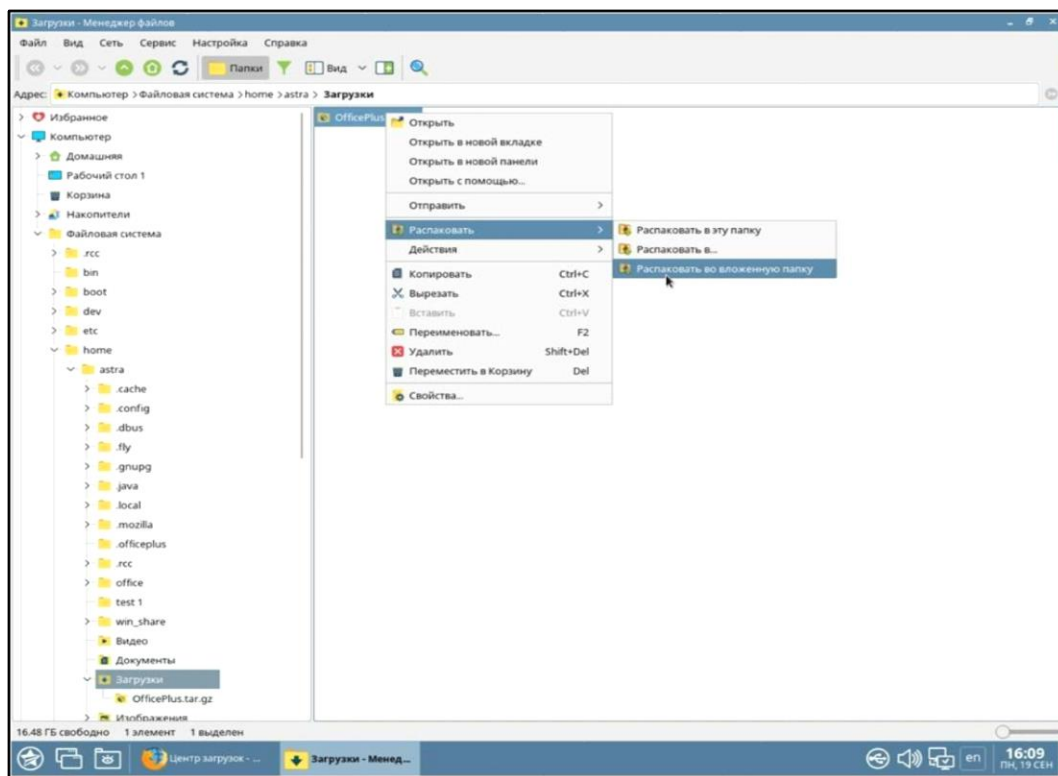 Загрузки - Менеджер файлов
Файл Вид Сеть Сервис Настройка Справка
Папки Вид
Адрес: Компьютер > Файловая система > home > astra > Загрузки
Избранное
Компьютер
Домашняя
Рабочий стол 1
Корзина
Накопители
Файловая система
.rcc
bin
boot
dev
etc
home
astra
.cache
.config
.dbus
.fly
.gnupg
.java
.local
.mozilla
.officeplus
.rcc
office
test 1
win_share
Видео
Документы
Загрузки
OfficePlus.tar.gz
Изображения
OfficePlus
Открыть
Открыть в новой вкладке
Открыть в новой панели
Открыть с помощью...
Отправить
Распаковать
Действия
Копировать Ctrl+C
Вырезать Ctrl+X
Вставить Ctrl+V
Переименовать... F2
Удалить Shift+Del
Переместить в Корзину Del
Свойства...
Распаковать в эту папку
Распаковать в...
Распаковать во вложенную папку
16.48 ГБ свободно 1 элемент 1 выделен
Центр загрузок - ... Загрузки - Менед... en 16:09
ПН, 19 СЕН